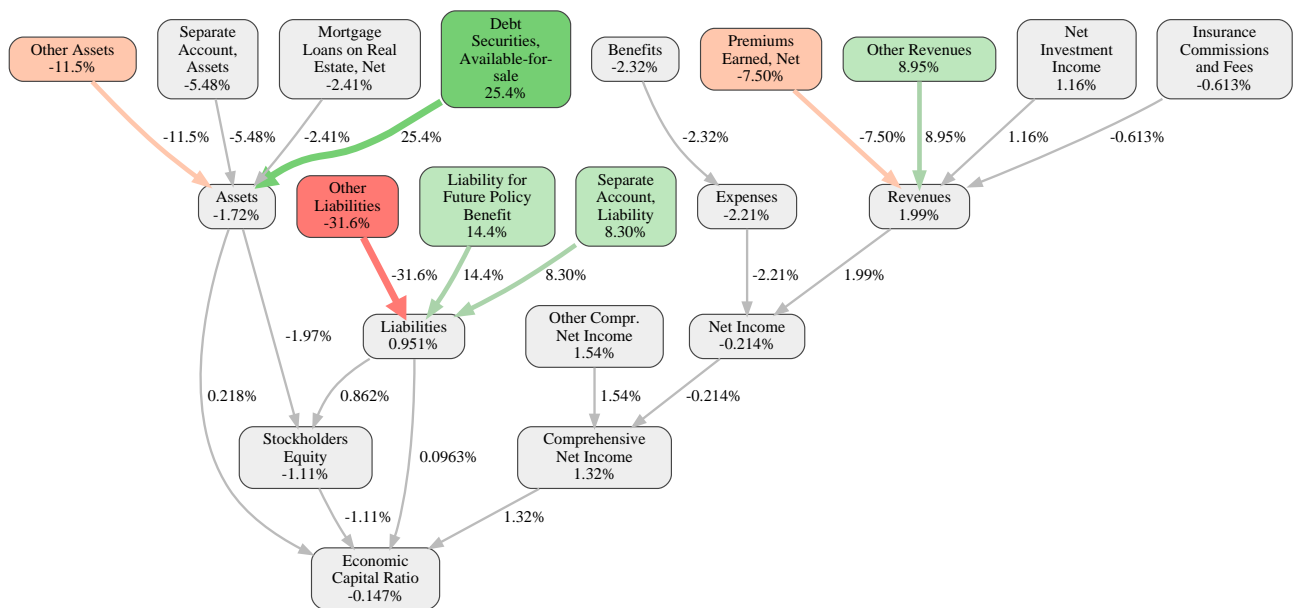 Other Assets
-11.5%
Separate
Account,
Assets
-5.48%
Mortgage
Loans on Real
Estate, Net
-2.41%
Debt
Securities,
Available-for-
sale
25.4%
Benefits
-2.32%
Premiums
Earned, Net
-7.50%
Other Revenues
8.95%
Net
Investment
Income
1.16%
Insurance
Commissions
and Fees
-0.613%
-11.5%
-5.48%
-2.41%
25.4%
-2.32%
-7.50%
8.95%
1.16%
-0.613%
Assets
-1.72%
Other
Liabilities
-31.6%
Liability for
Future Policy
Benefit
14.4%
Separate
Account,
Liability
8.30%
Expenses
-2.21%
Revenues
1.99%
-31.6%
14.4%
8.30%
-2.21%
1.99%
Liabilities
0.951%
Other Compr.
Net Income
1.54%
Net Income
-0.214%
-1.97%
0.218%
0.862%
1.54%
-0.214%
Stockholders
Equity
-1.11%
0.0963%
Comprehensive
Net Income
1.32%
-1.11%
1.32%
Economic
Capital Ratio
-0.147%